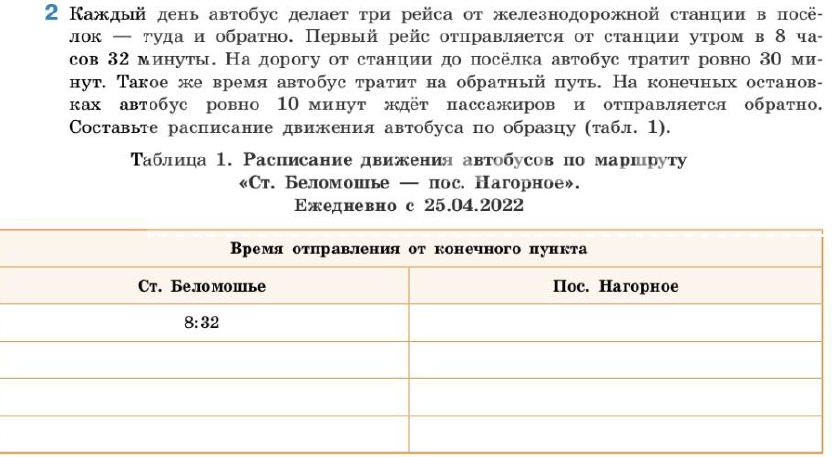 2 Каждый день автобус делает три рейса от железнодорожной станции в посё-
лок — туда и обратно. Первый рейс отправляется от станции утром в 8 ча-
сов 32 минуты. На дорогу от станции до посёлка автобус тратит ровно 30 ми-
нут. Такое же время автобус тратит на обратный путь. На конечных останов-
ках автобус ровно 10 минут ждёт пассажиров и отправляется обратно.
Составьте расписание движения автобуса по образцу (табл. 1).
Таблица 1. Расписание движения автобусов по маршруту
«Ст. Беломошье — пос. Нагорное».
Ежедневно с 25.04.2022
Время отправления от конечного пункта
Ст. Беломошье Пос. Нагорное
8:32